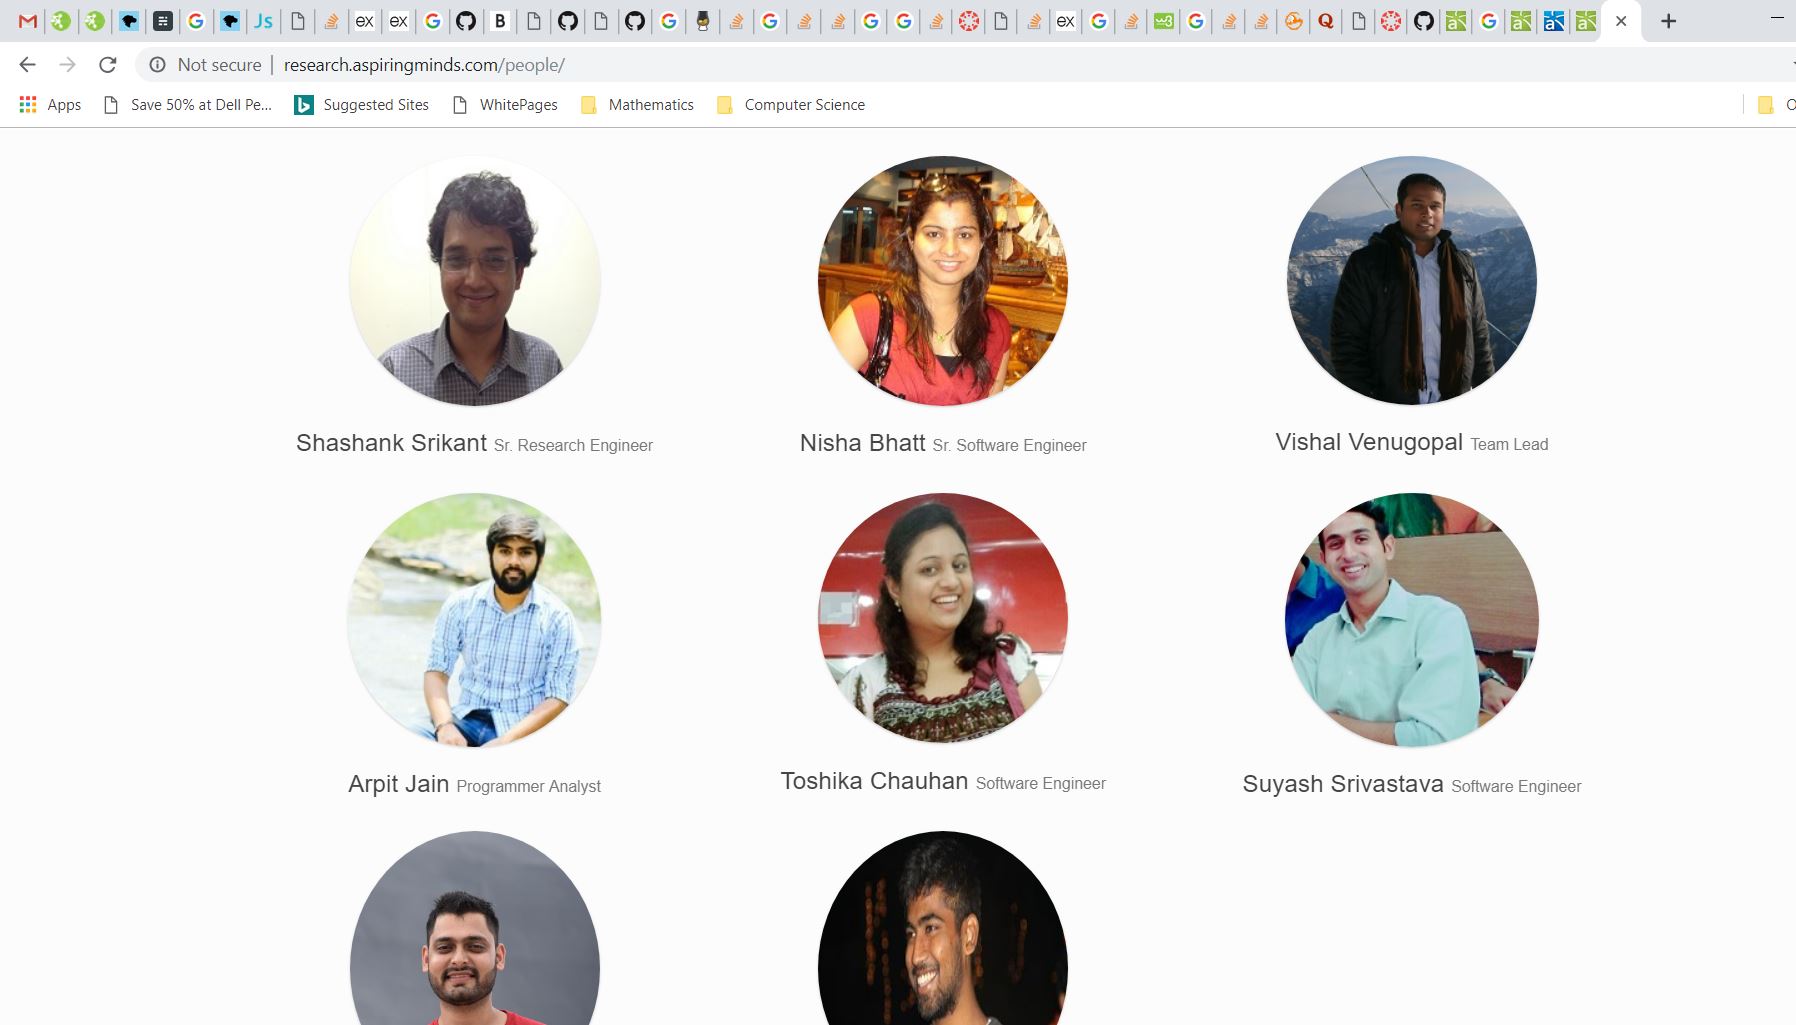 Js ex ex B ex W3 Q
Not secure research.aspiringminds.com/people/
Apps Save 50% at Dell Pe... Suggested Sites WhitePages Mathematics Computer Science O
Shashank Srikant Sr. Research Engineer Nisha Bhatt Sr. Software Engineer Vishal Venugopal Team Lead
Arpit Jain Programmer Analyst Toshika Chauhan Software Engineer Suyash Srivastava Software Engineer